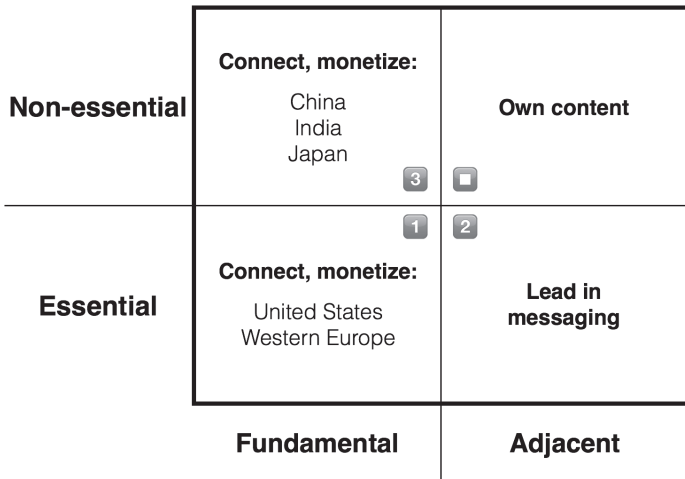 Non-essential
Connect, monetize:
China
India
Japan
3
Own content
Essential
1
Connect, monetize:
United States
Western Europe
2
Lead in
messaging
Fundamental
Adjacent